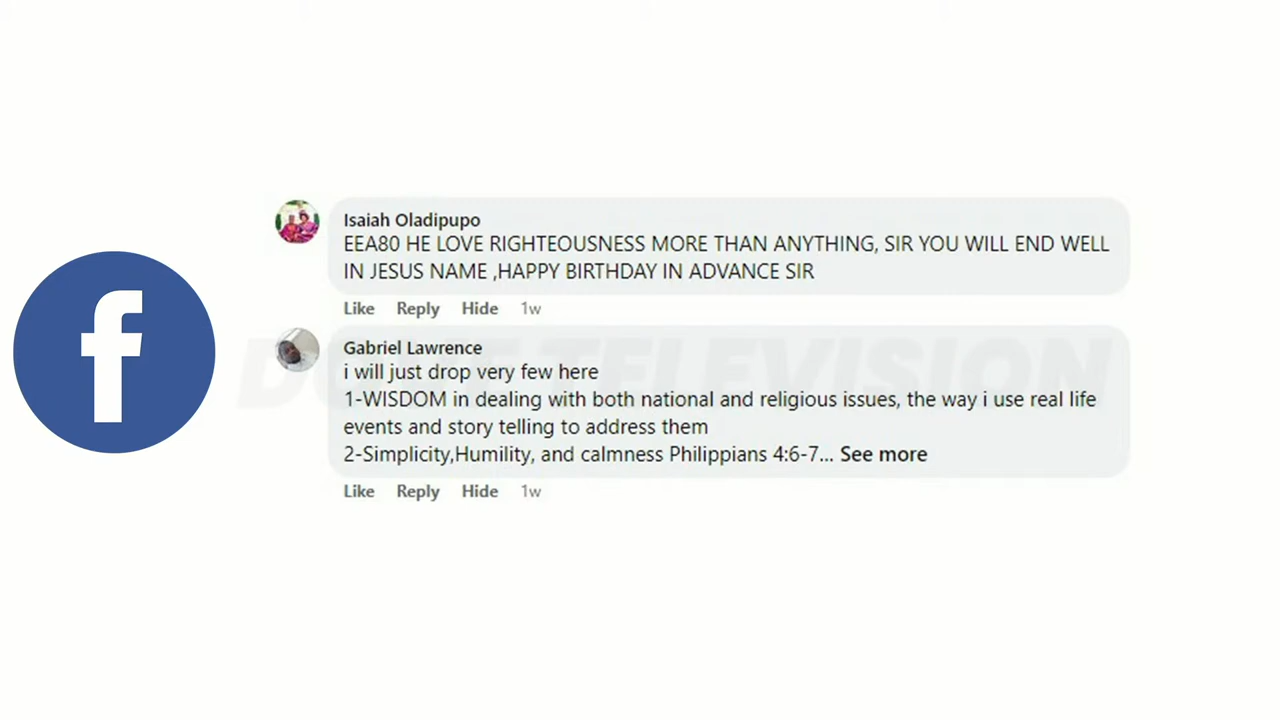 Isaiah Oladipupo
EEA80 HE LOVE RIGHTEOUSNESS MORE THAN ANYTHING, SIR YOU WILL END WELL
IN JESUS NAME ,HAPPY BIRTHDAY IN ADVANCE SIR
Like Reply Hide 1w
Gabriel Lawrence
i will just drop very few here
1-WISDOM in dealing with both national and religious issues, the way i use real life
events and story telling to address them
2-Simplicity,Humility, and calmness Philippians 4:6-7... See more
Like Reply Hide 1w
TELEVISION